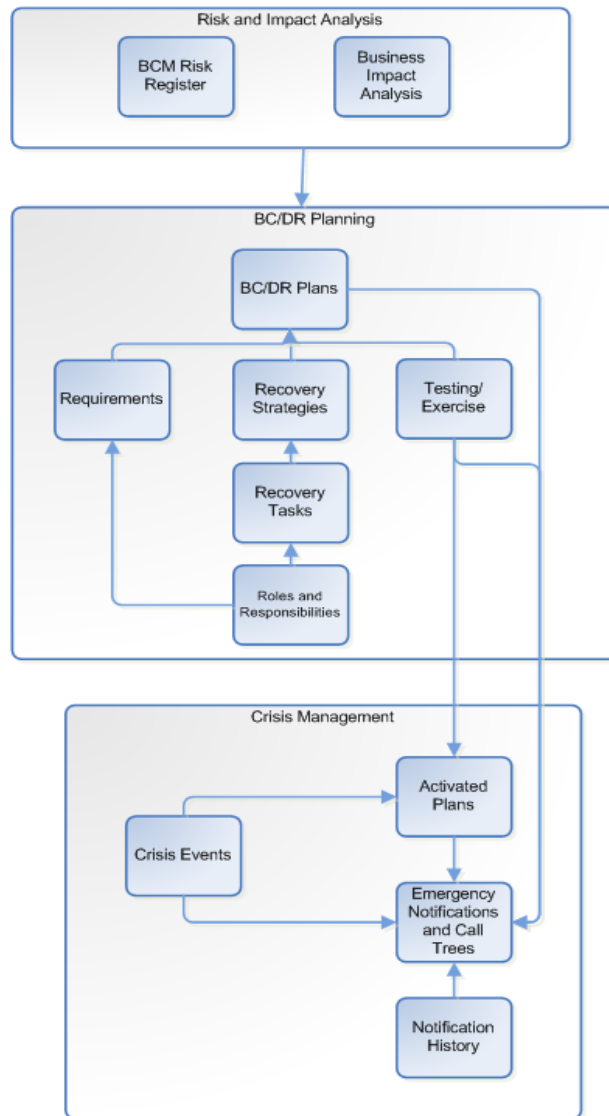 Risk and Impact Analysis
BCM Risk
Register
Business
Impact
Analysis
BC/DR Planning
BC/DR Plans
Requirements
Recovery
Strategies
Testing/
Exercise
Recovery
Tasks
Roles and
Responsibilities
Crisis Management
Activated
Plans
Crisis Events
Emergency
Notifications
and Call
Trees
Notification
History